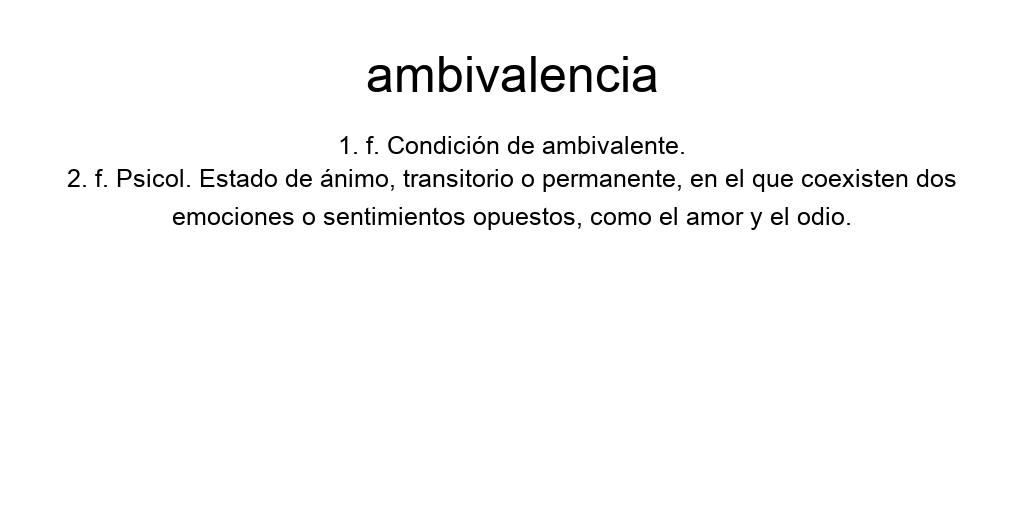 ambivalencia
1. f. Condición de ambivalente.
2. f. Psicol. Estado de ánimo, transitorio o permanente, en el que coexisten dos
emociones o sentimientos opuestos, como el amor y el odio.